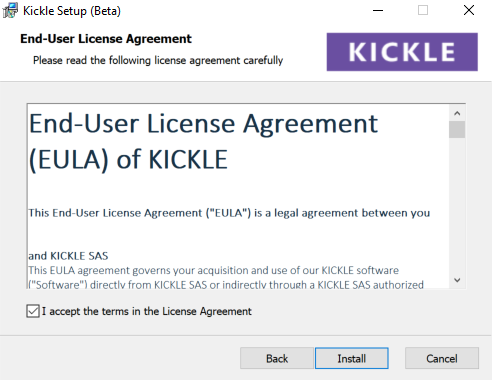 Kickle Setup (Beta)
End-User License Agreement
Please read the following license agreement carefully
KICKLE
End-User License Agreement
(EULA) of KICKLE
This End-User License Agreement ("EULA") is a legal agreement between you
and KICKLE SAS
This EULA agreement governs your acquisition and use of our KICKLE software
("Software") directly from KICKLE SAS or indirectly through a KICKLE SAS authorized
I accept the terms in the License Agreement
Back
Install
Cancel